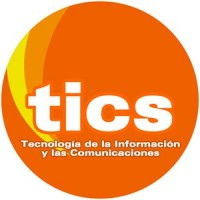 tics
Tecnología de la Información
y las Comunicaciones